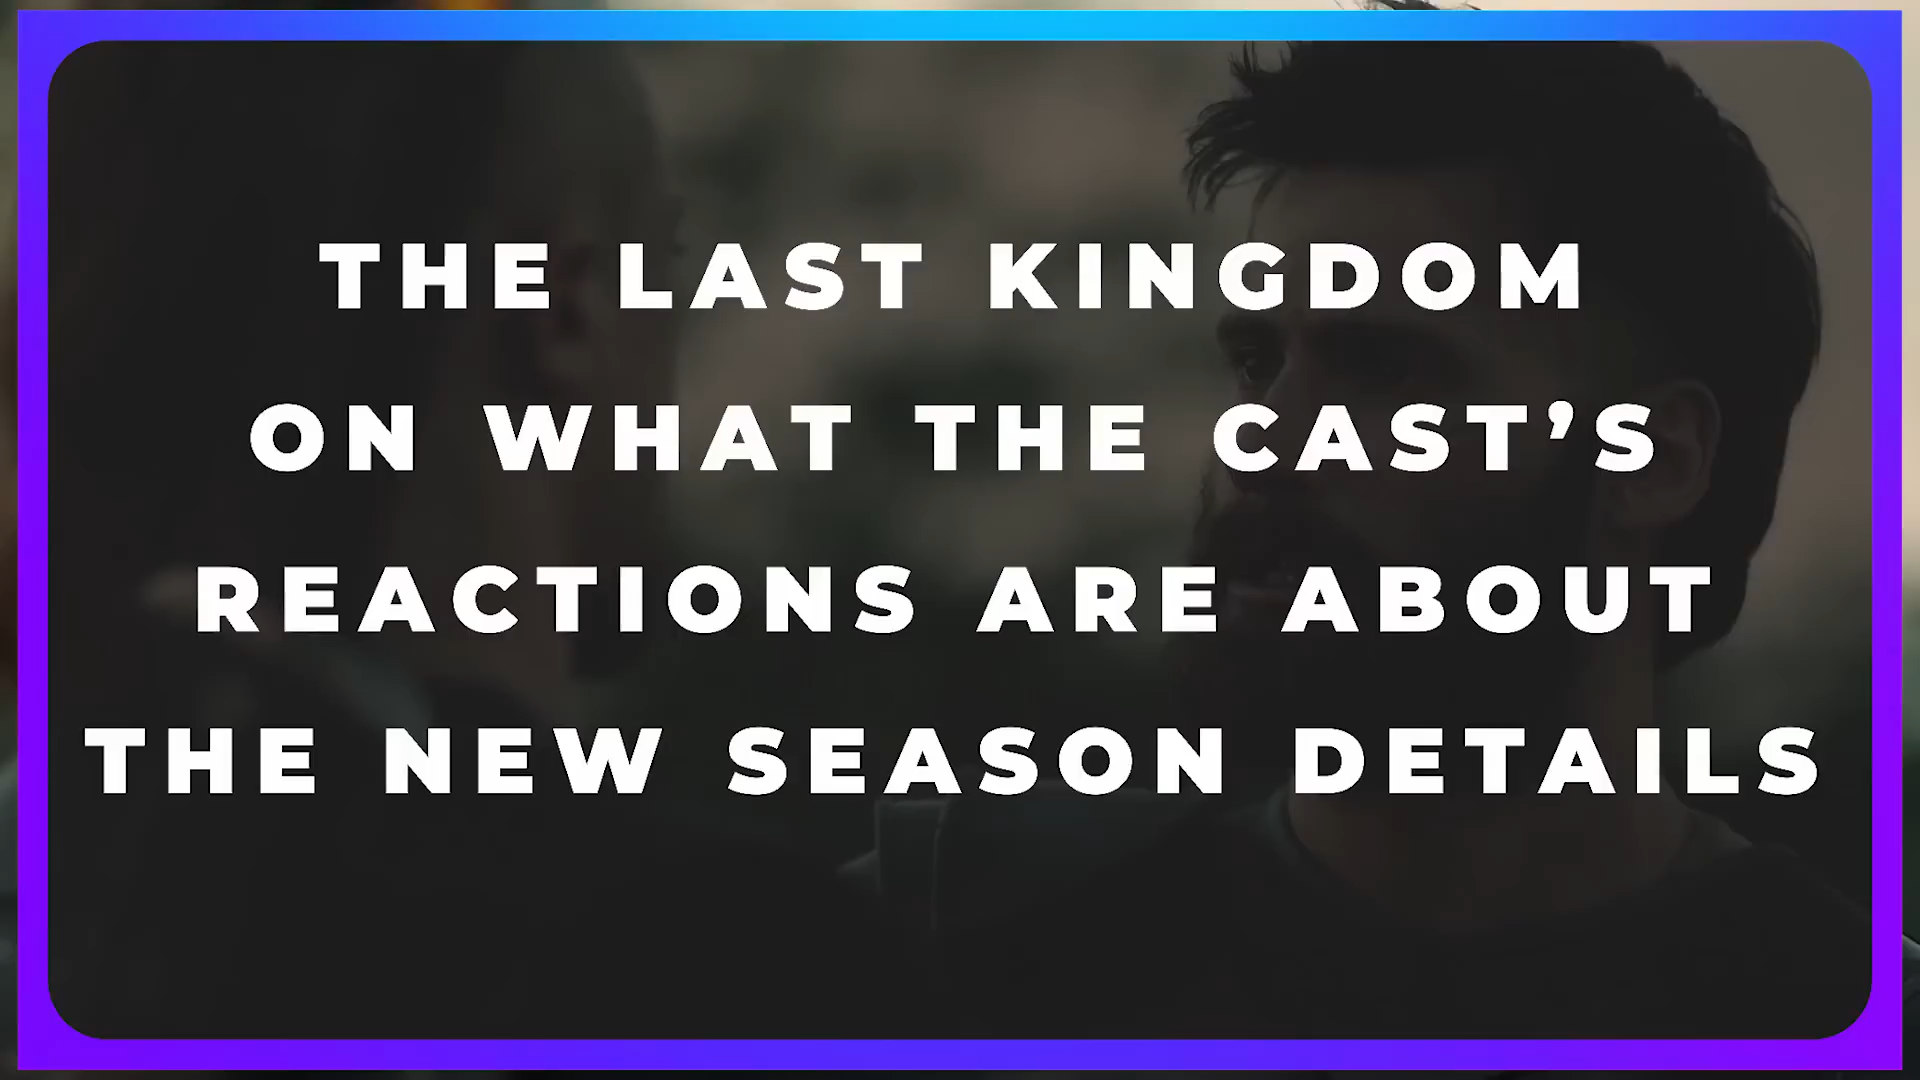 THE LAST KINGDOM
ON WHAT THE CAST’S
REACTIONS ARE ABOUT
THE NEW SEASON DETAILS